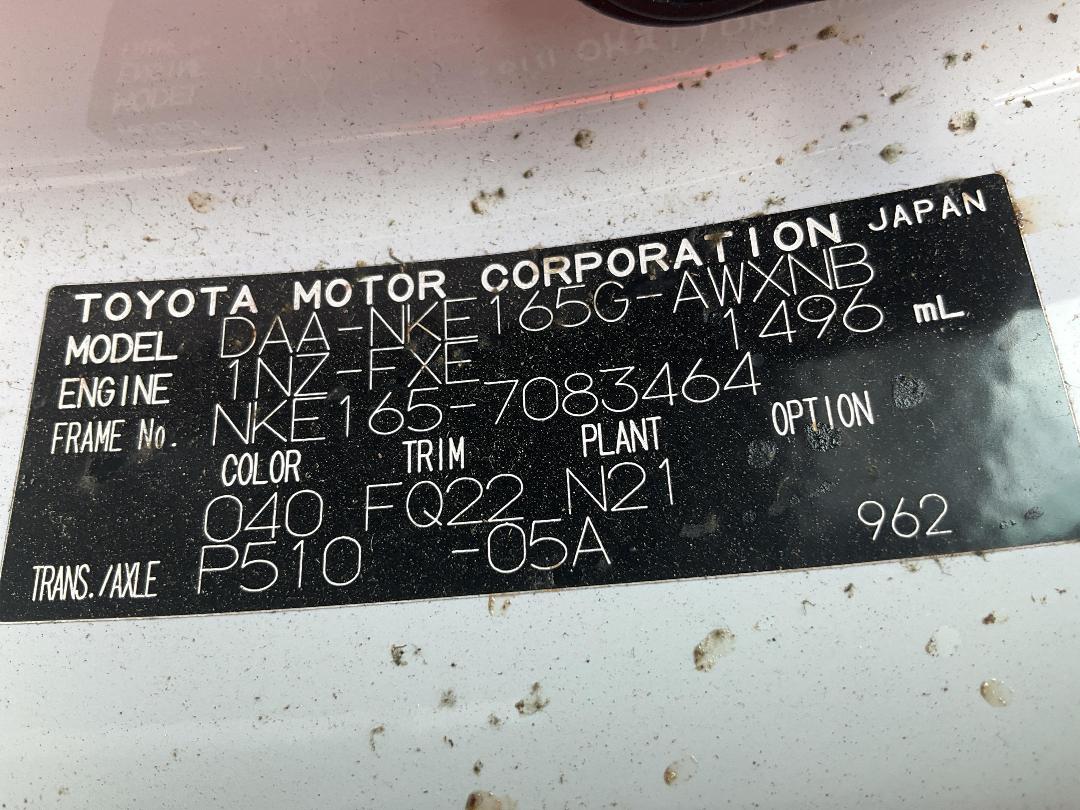 TOYOTA MOTOR CORPORATION JAPAN
MODEL DAA-NKE165G-AWXNB
ENGINE 1NZ-FXE 1496 mL
FRAME No. NKE165-7083464
COLOR TRIM PLANT OPTION
040 FQ22 N21
TRANS./AXLE P510 -05A 962